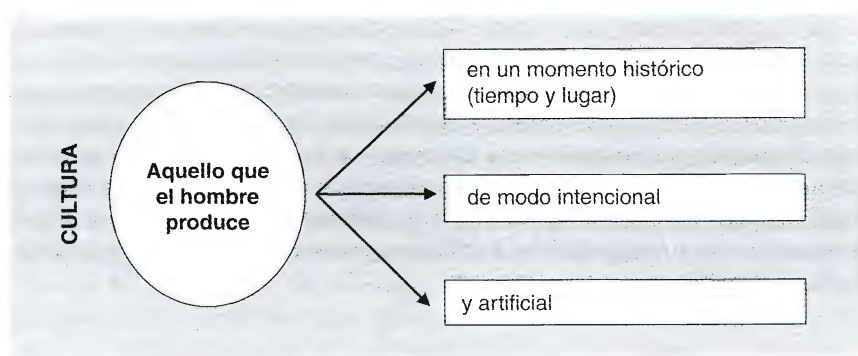 CULTURA
Aquello que
el hombre
produce
en un momento histórico
(tiempo y lugar)
de modo intencional
y artificial